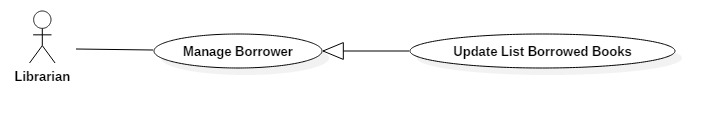 Manage Borrower
Update List Borrowed Books
Librarian